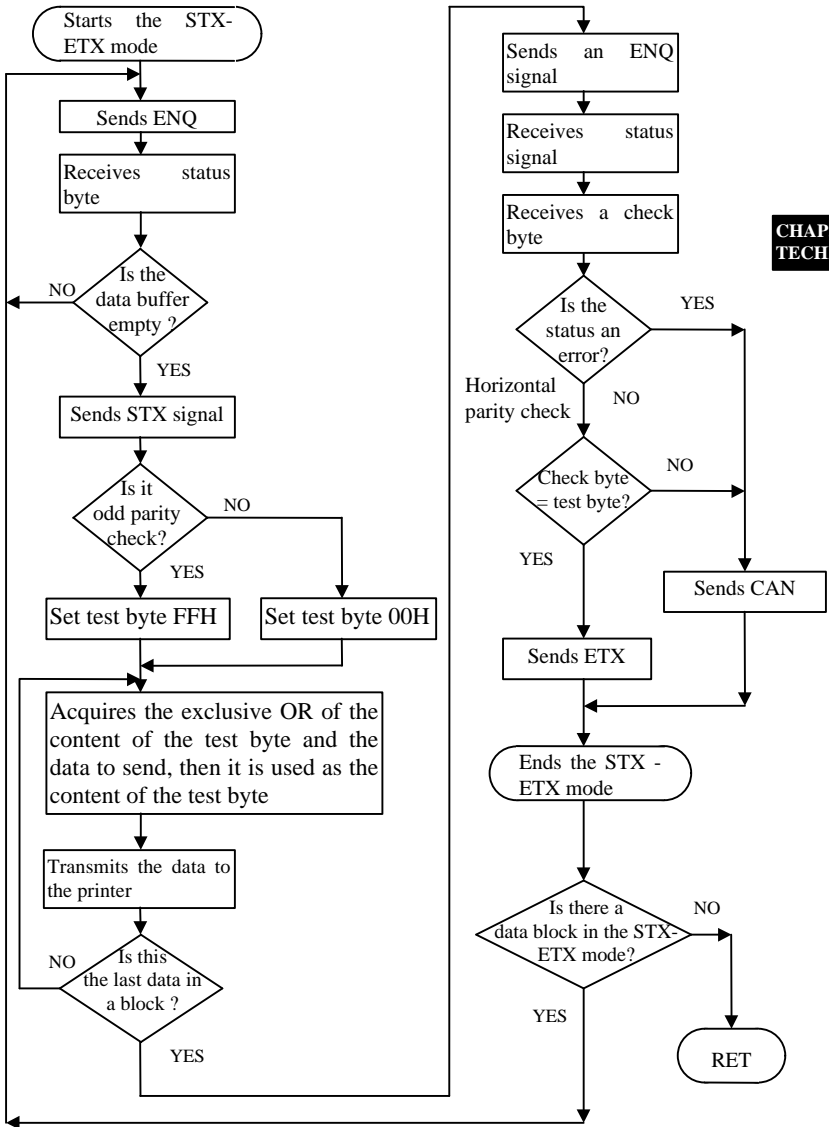 Starts the STX-
ETX mode
Sends ENQ
Receives status
byte
Is the
data buffer
empty ?
NO
YES
Sends STX signal
Is it
odd parity
check?
NO
YES
Set test byte FFH
Set test byte 00H
Acquires the exclusive OR of the
content of the test byte and the
data to send, then it is used as the
content of the test byte
Transmits the data to
the printer
Is this
the last data in
a block ?
NO
YES
Sends an ENQ
signal
Receives status
signal
Receives a check
byte
Is the
status an
error?
YES
Horizontal
parity check
NO
Check byte
= test byte?
NO
YES
Sends CAN
Sends ETX
Ends the STX -
ETX mode
Is there a
data block in the STX-
ETX mode?
NO
YES
RET
CHAP
TECH